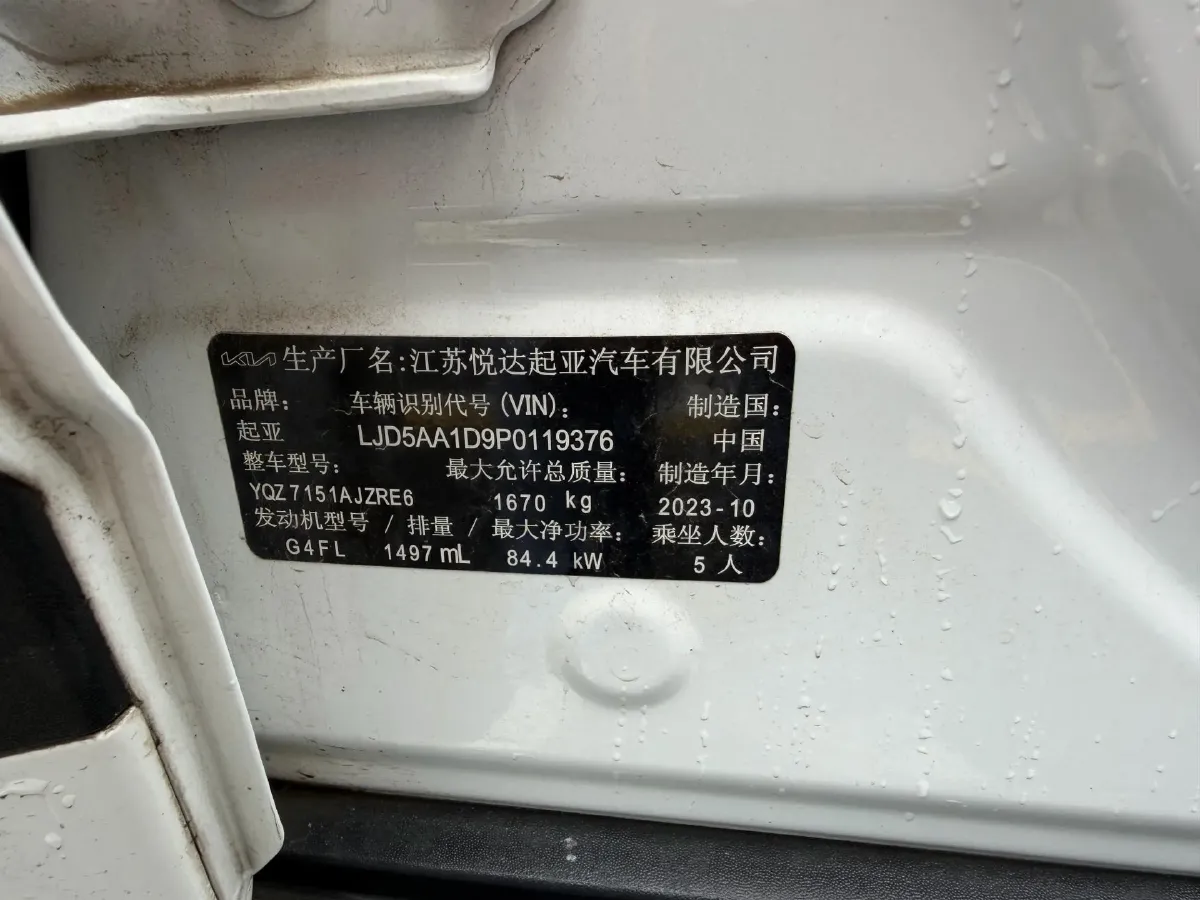 KIA 生产厂名:江苏悦达起亚汽车有限公司
品牌: 车辆识别代号(VIN): 制造国:
起亚 LJD5AA1D9P0119376 中国
整车型号: 最大允许总质量: 制造年月:
YQZ7151AJZRE6 1670 kg 2023-10
发动机型号 / 排量 / 最大净功率: 乘坐人数:
G4FL 1497mL 84.4 kW 5 人